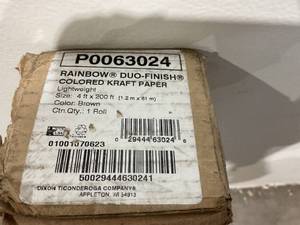 P0063024
RAINBOW® DUO-FINISH®
COLORED KRAFT PAPER
Lightweight
Size: 4 ft x 200 ft (1.2 m x 61 m)
Color: Brown
Ctn.Qty.: 1 Roll
0 29444 63024 6
01001070623
50029444630241
DIXON TICONDEROGA COMPANY®
APPLETON, WI 54913